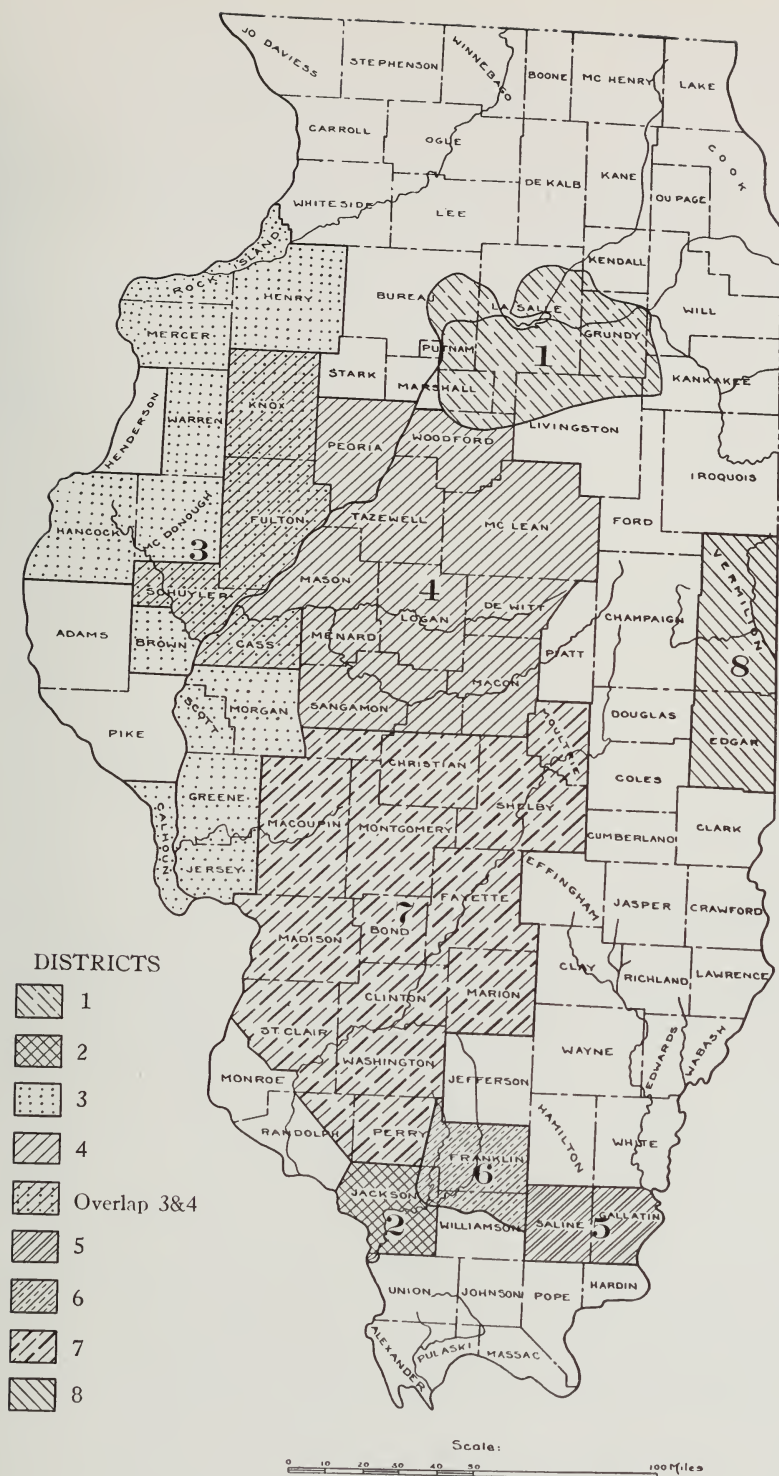 JO DAVIESS
STEPHENSON
WINNEBAGO
BOONE
MC HENRY
LAKE
CARROLL
OGLE
DE KALB
KANE
COOK
DU PAGE
WHITESIDE
LEE
KENDALL
ROCK ISLAND
HENRY
BUREAU
LA SALLE
WILL
MERCER
PUTNAM
1
GRUNDY
STARK
MARSHALL
KANKAKEE
HENDERSON
WARREN
KNOX
PEORIA
WOODFORD
LIVINGSTON
IROQUOIS
HANCOCK
MC DONOUGH
FULTON
TAZEWELL
MC LEAN
FORD
3
SCHUYLER
MASON
4
LOGAN
DE WITT
VERMILION
ADAMS
BROWN
CASS
MENARD
MACON
PIATT
CHAMPAIGN
8
PIKE
SCOTT
MORGAN
SANGAMON
DOUGLAS
EDGAR
MOULTRIE
CHRISTIAN
COLES
CALHOUN
GREENE
MACOUPIN
MONTGOMERY
SHELBY
CUMBERLAND
CLARK
JERSEY
FAYETTE
EFFINGHAM
JASPER
CRAWFORD
7
MADISON
BOND
CLAY
RICHLAND
LAWRENCE
CLINTON
MARION
ST. CLAIR
WASHINGTON
WAYNE
EDWARDS
WABASH
MONROE
JEFFERSON
RANDOLPH
PERRY
HAMILTON
WHITE
FRANKLIN
6
JACKSON
2
WILLIAMSON
SALINE
5
GALLATIN
UNION
JOHNSON
POPE
HARDIN
ALEXANDER
PULASKI
MASSAC
DISTRICTS
1
2
3
4
Overlap 3&4
5
6
7
8
Scale:
0 10 20 30 40 50 100 Miles